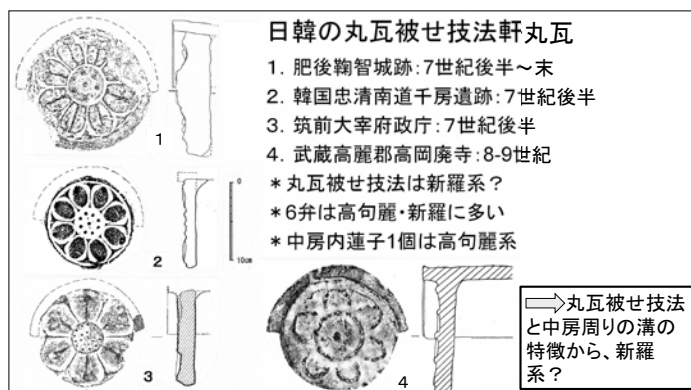 日韓の丸瓦被せ技法軒丸瓦
1. 肥後鞠智城跡:7世紀後半～末
2. 韓国忠清南道千房遺跡:7世紀後半
3. 筑前大宰府政庁:7世紀後半
4. 武蔵高麗郡高岡廃寺:8-9世紀
＊丸瓦被せ技法は新羅系?
＊6弁は高句麗・新羅に多い
＊中房内蓮子1個は高句麗系
1
2
0
10cm
3
4
⇨丸瓦被せ技法
と中房周りの溝の
特徴から、新羅
系?